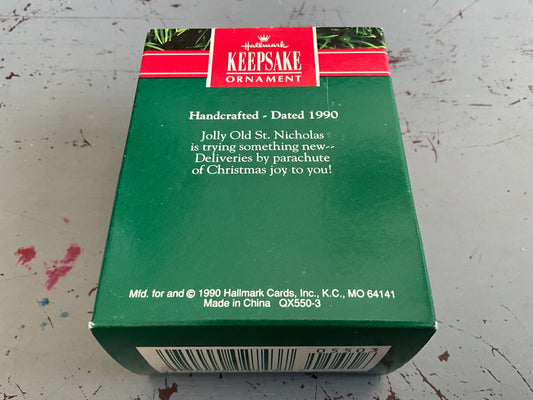 Hallmark
KEEPSAKE
ORNAMENT
Handcrafted - Dated 1990
Jolly Old St. Nicholas
is trying something new--
Deliveries by parachute
of Christmas joy to you!
Mfd. for and © 1990 Hallmark Cards, Inc., K.C., MO 64141
Made in China QX550-3